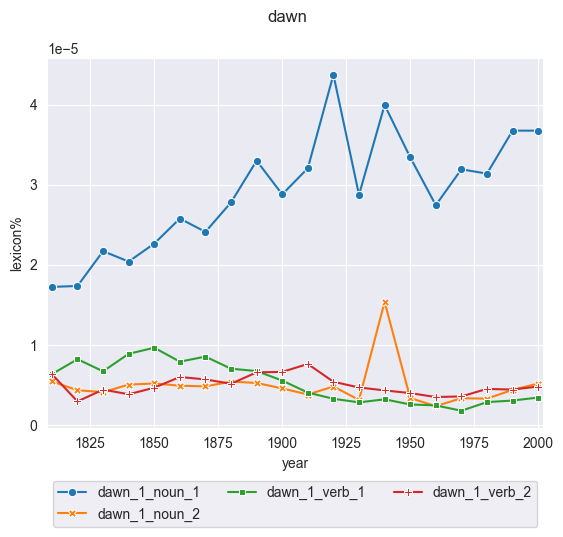 dawn
1e−5
4
3
2
1
0
lexicon%
1825 1850 1875 1900 1925 1950 1975 2000
year
dawn_1_noun_1 dawn_1_verb_1 dawn_1_verb_2
dawn_1_noun_2